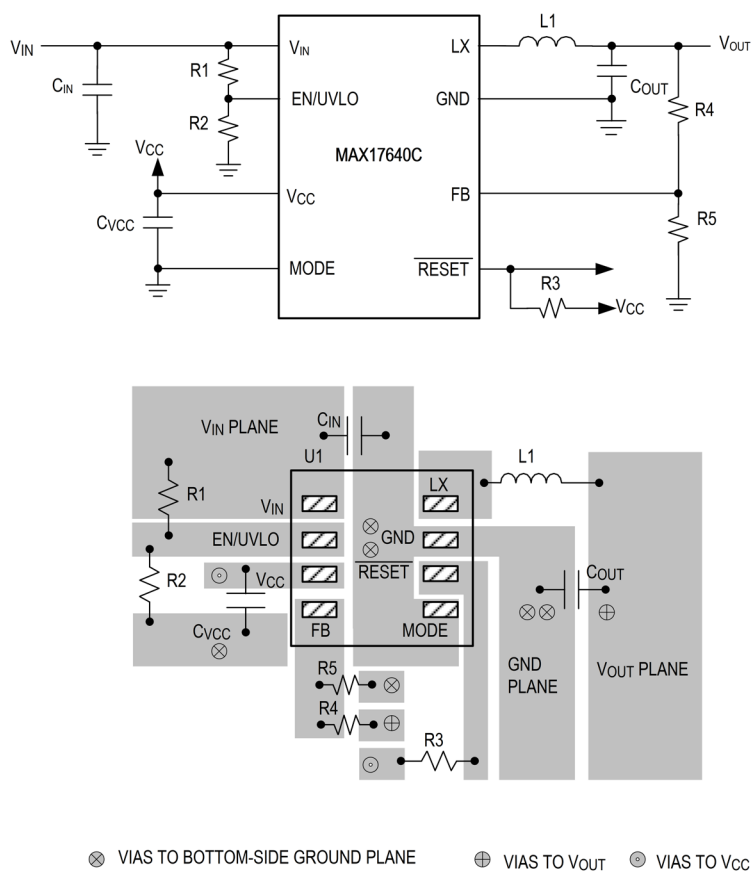 L1
VIN
VIN
LX
VOUT
R1
CIN
COUT
EN/UVLO
GND
R4
R2
VCC
MAX17640C
VCC
FB
CVCC
R5
MODE
RESET
R3
VCC
VIN PLANE
CIN
U1
L1
LX
R1
VIN
EN/UVLO
GND
VCC
RESET
COUT
R2
CVCC
FB
MODE
R5
GND
PLANE
VOUT PLANE
R4
R3
VIAS TO BOTTOM-SIDE GROUND PLANE
VIAS TO VOUT
VIAS TO VCC